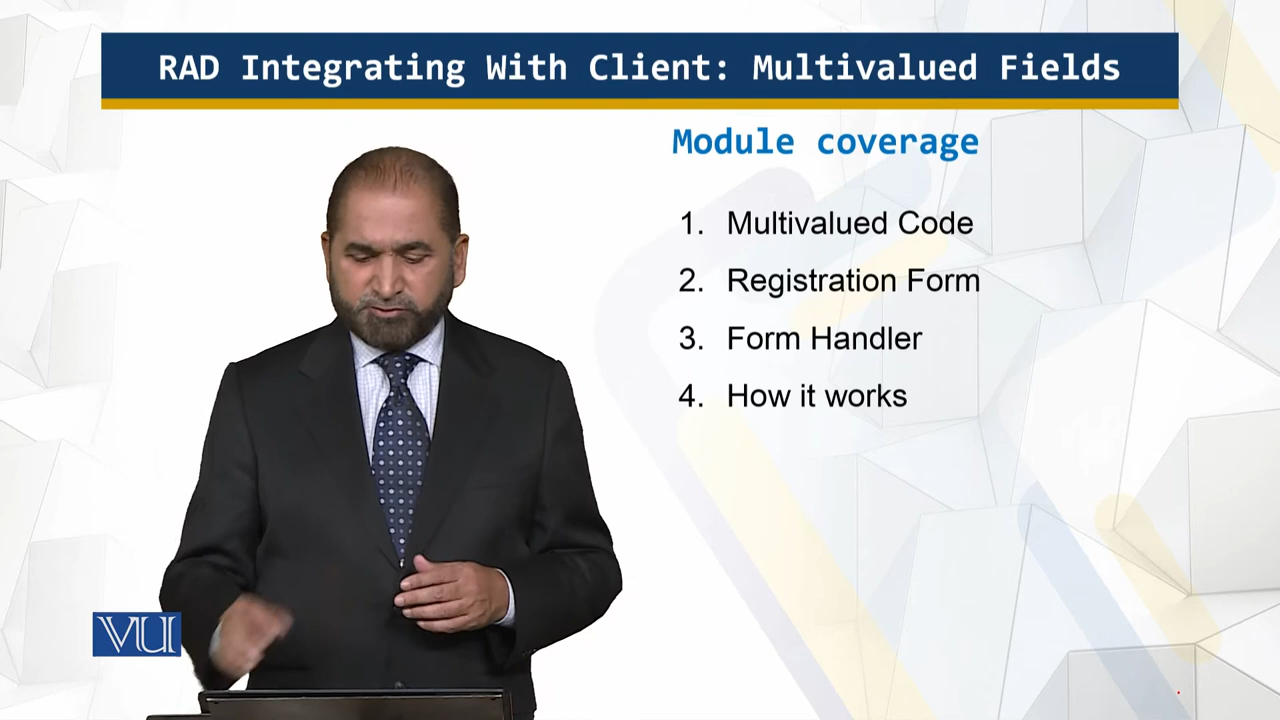 RAD Integrating With Client: Multivalued Fields
Module coverage
1. Multivalued Code
2. Registration Form
3. Form Handler
4. How it works
VU